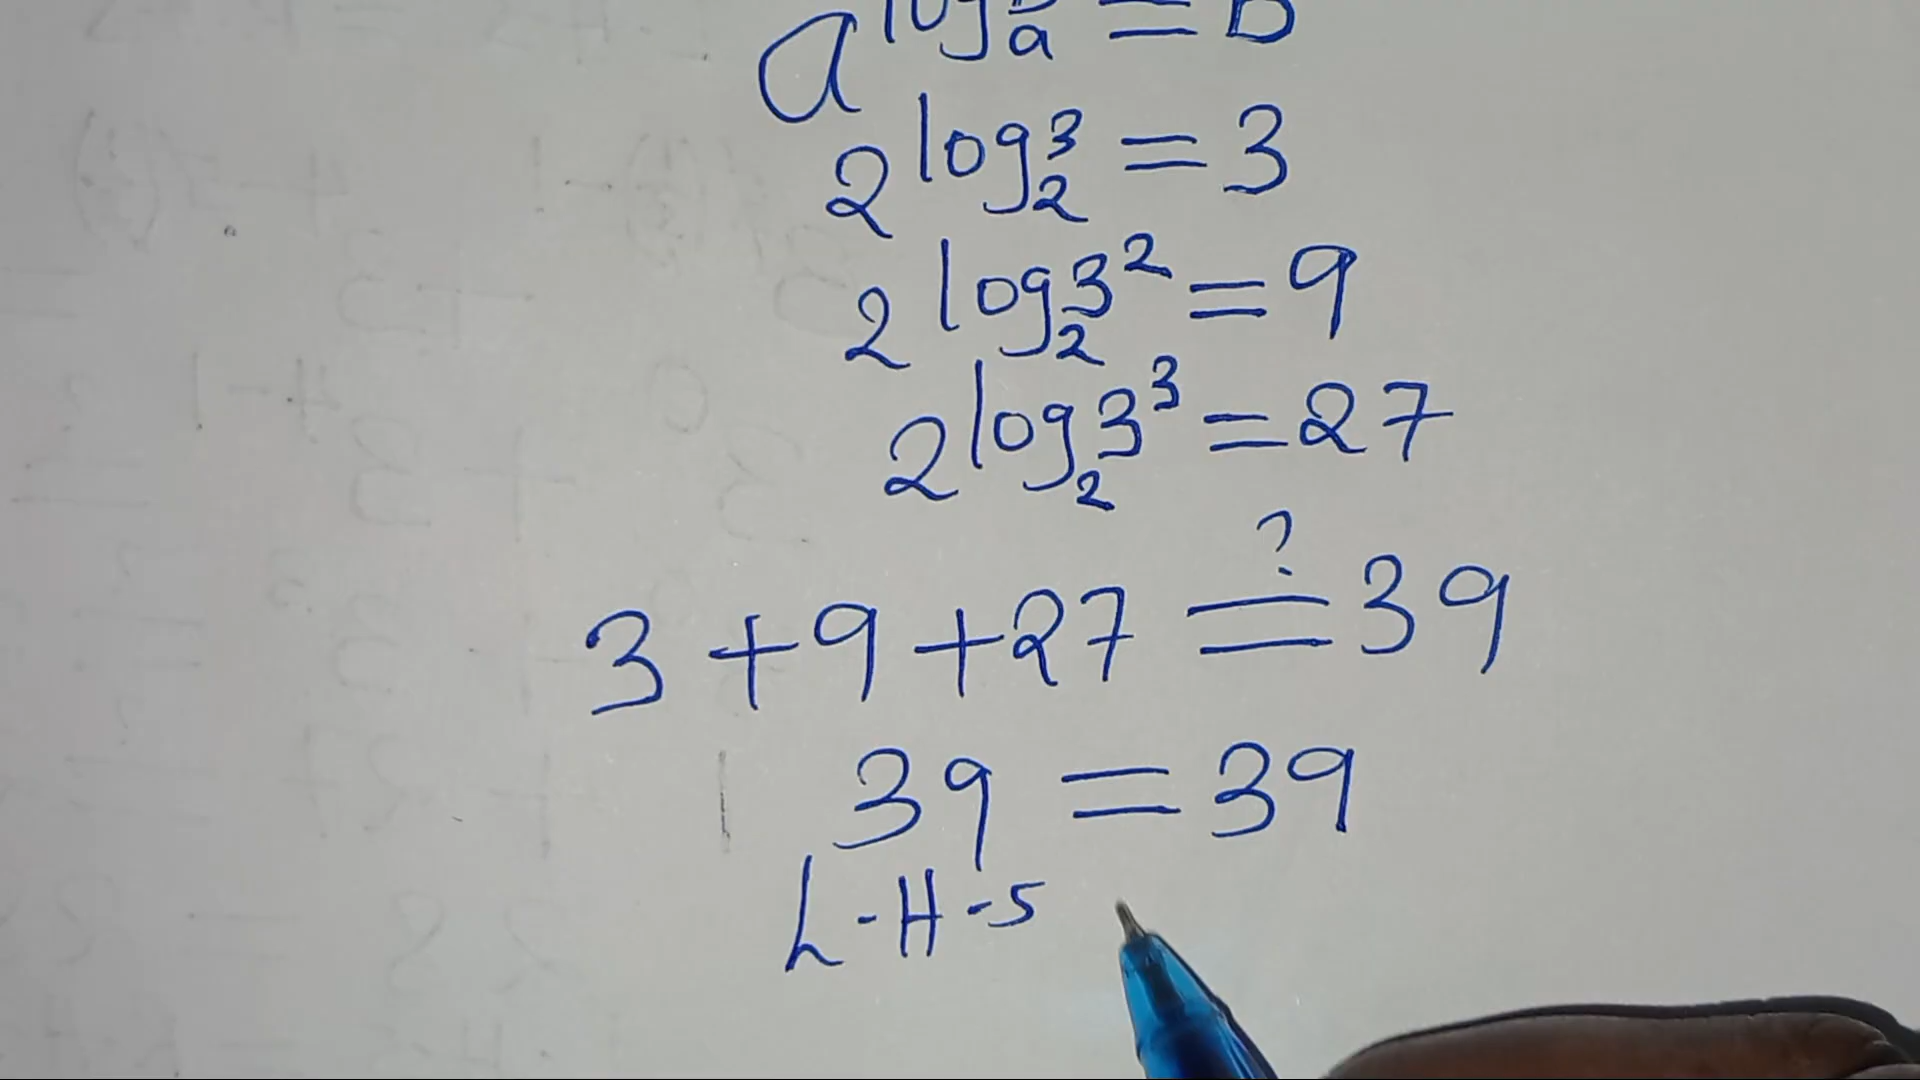 a^log_a^b = b
2^log_2^3 = 3
2^log_2 3^2 = 9
2^log_2 3^3 = 27
3 + 9 + 27 =? 39
39 = 39
L-H-S